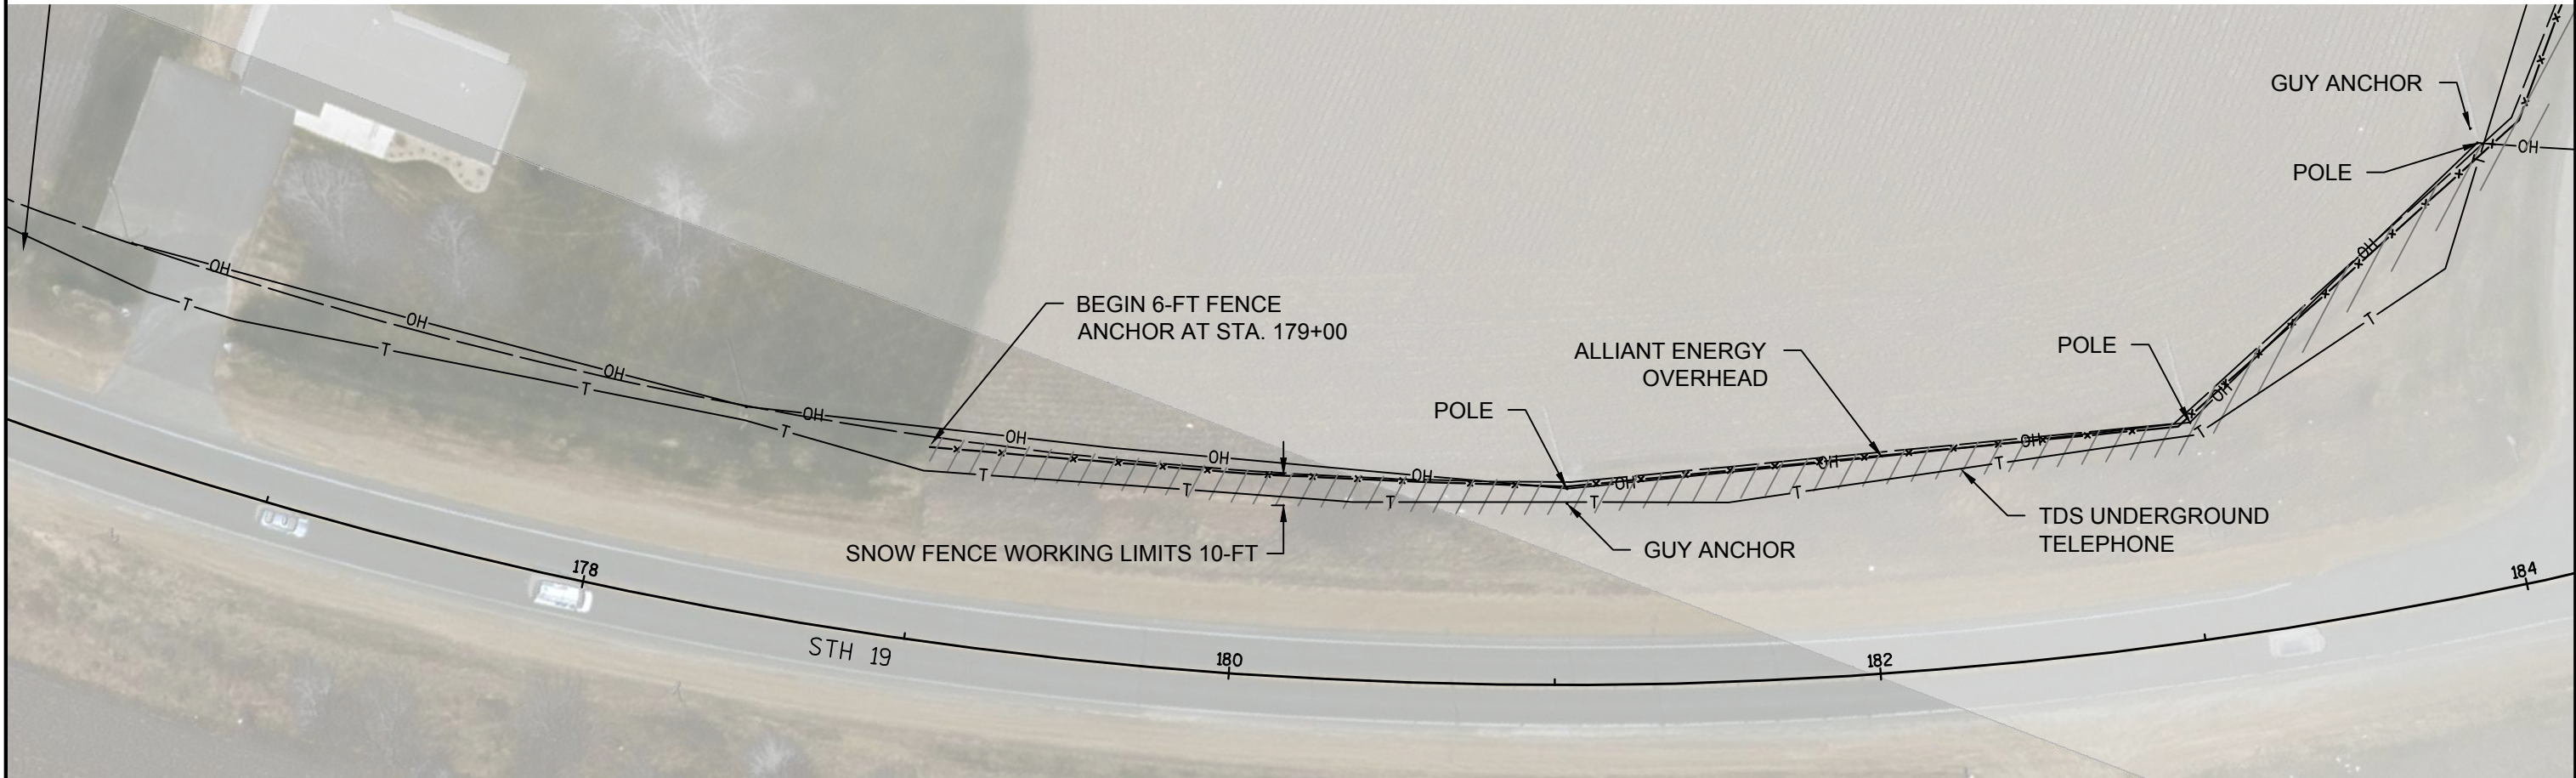 GUY ANCHOR
POLE
OH
OH
OH
OH
OH
OH
OH
OH
OH
OH
OH
OH
T
T
T
T
T
T
T
T
T
T
T
T
BEGIN 6-FT FENCE
ANCHOR AT STA. 179+00
ALLIANT ENERGY
OVERHEAD
POLE
POLE
SNOW FENCE WORKING LIMITS 10-FT
GUY ANCHOR
TDS UNDERGROUND
TELEPHONE
178
STH 19
180
182
184